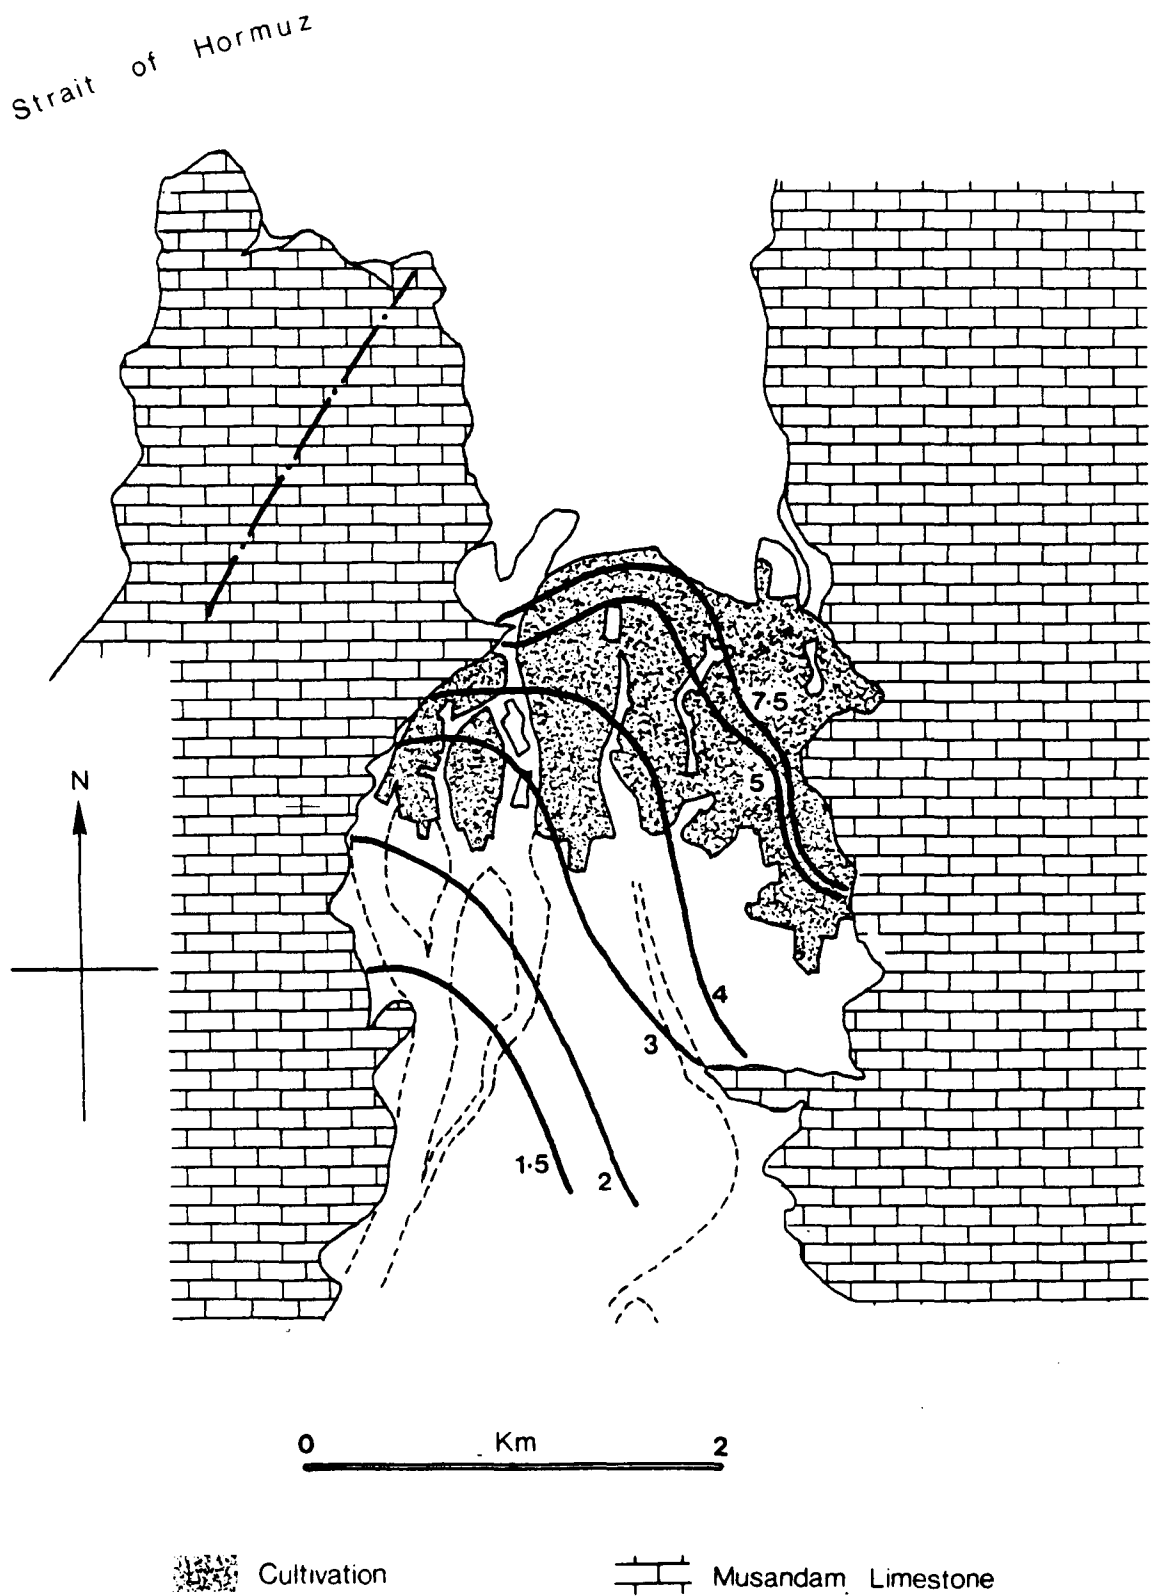 Strait of Hormuz
7·5
N
5
4
3
1·5
2
0 Km 2
Cultivation
Musandam Limestone